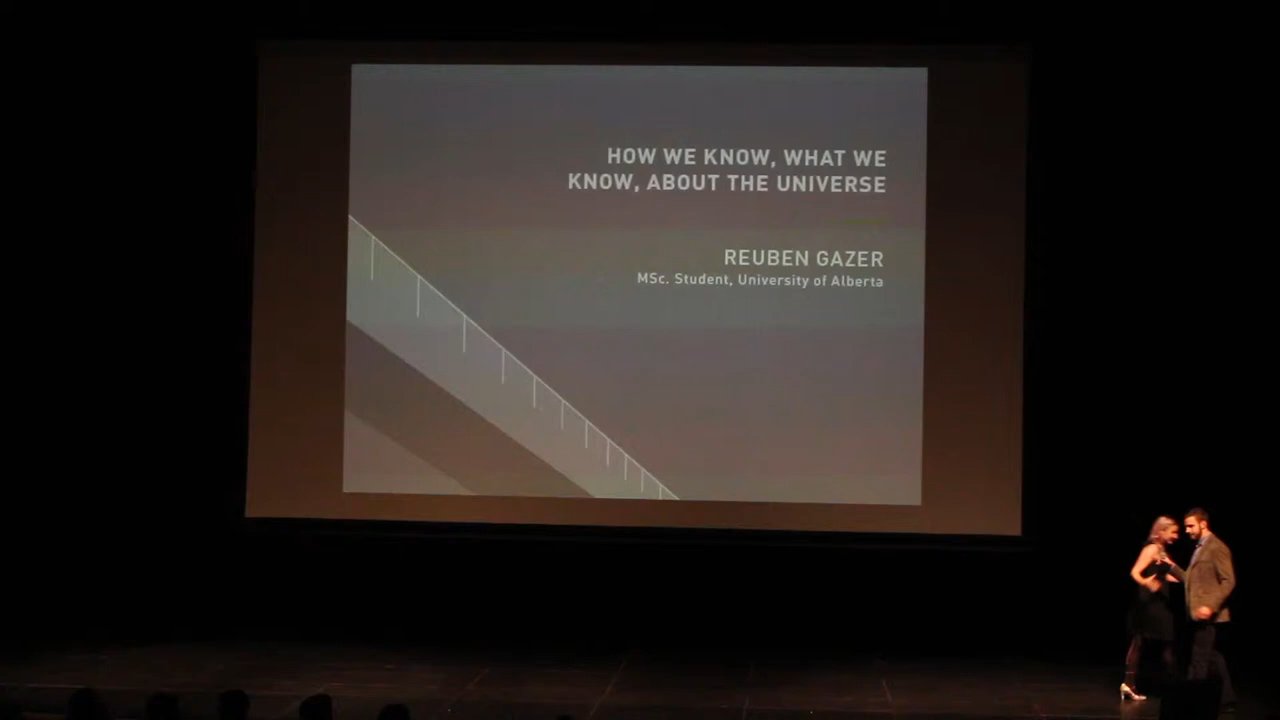 HOW WE KNOW, WHAT WE
KNOW, ABOUT THE UNIVERSE
REUBEN GAZER
MSc. Student, University of Alberta